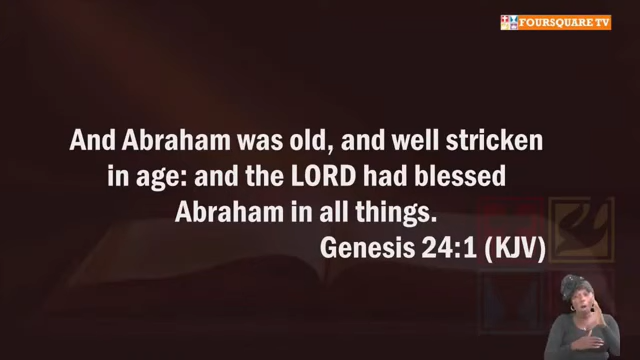 FOURSQUARE TV
And Abraham was old, and well stricken
in age: and the LORD had blessed
Abraham in all things.
Genesis 24:1 (KJV)